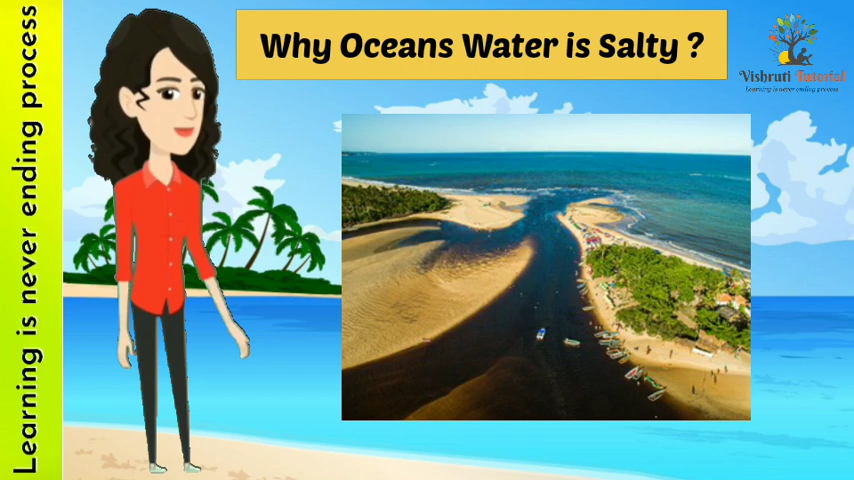 Learning is never ending process
Why Oceans Water is Salty ?
Vishruti Tutorial
Learning is never ending process